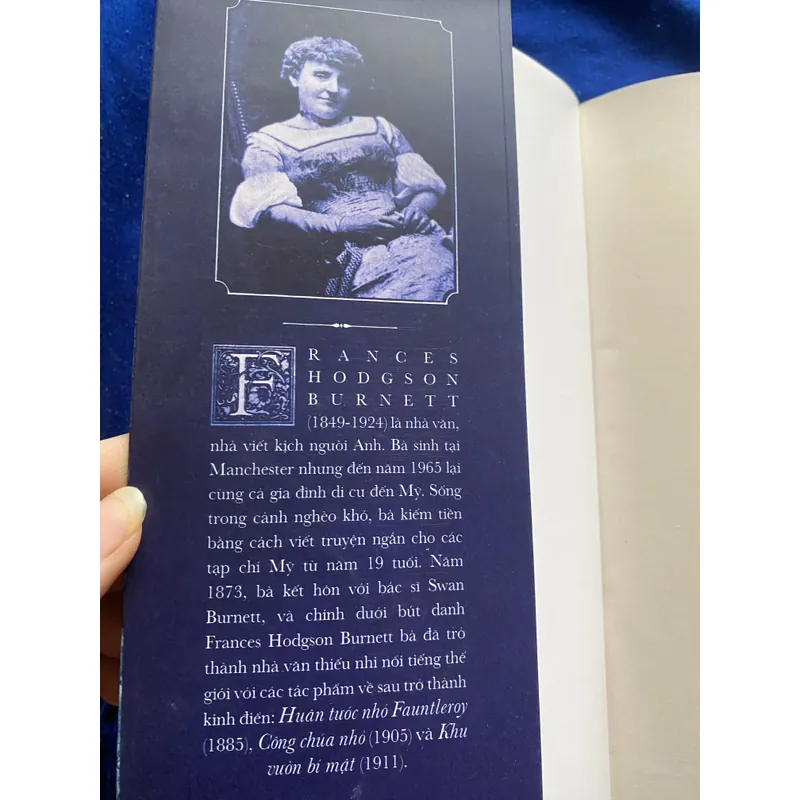 FRANCES
HODGSON
BURNETT
(1849-1924) là nhà văn,
nhà viết kịch người Anh. Bà sinh tại
Manchester nhưng đến năm 1965 lại
cùng cả gia đình di cư đến Mỹ. Sống
trong cảnh nghèo khó, bà kiếm tiền
bằng cách viết truyện ngắn cho các
tạp chí Mỹ từ năm 19 tuổi. Năm
1873, bà kết hôn với bác sĩ Swan
Burnett, và chính dưới bút danh
Frances Hodgson Burnett bà đã trở
thành nhà văn thiếu nhi nổi tiếng thế
giới với các tác phẩm về sau trở thành
kinh điển: Huân tước nhỏ Fauntleroy
(1885), Công chúa nhỏ (1905) và Khu
vườn bí mật (1911).